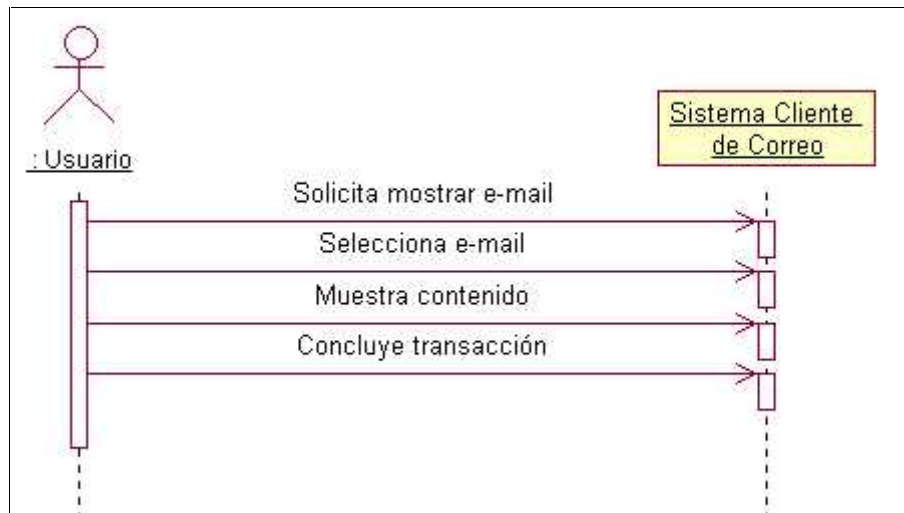 : Usuario
Sistema Cliente
de Correo
Solicita mostrar e-mail
Selecciona e-mail
Muestra contenido
Concluye transacción